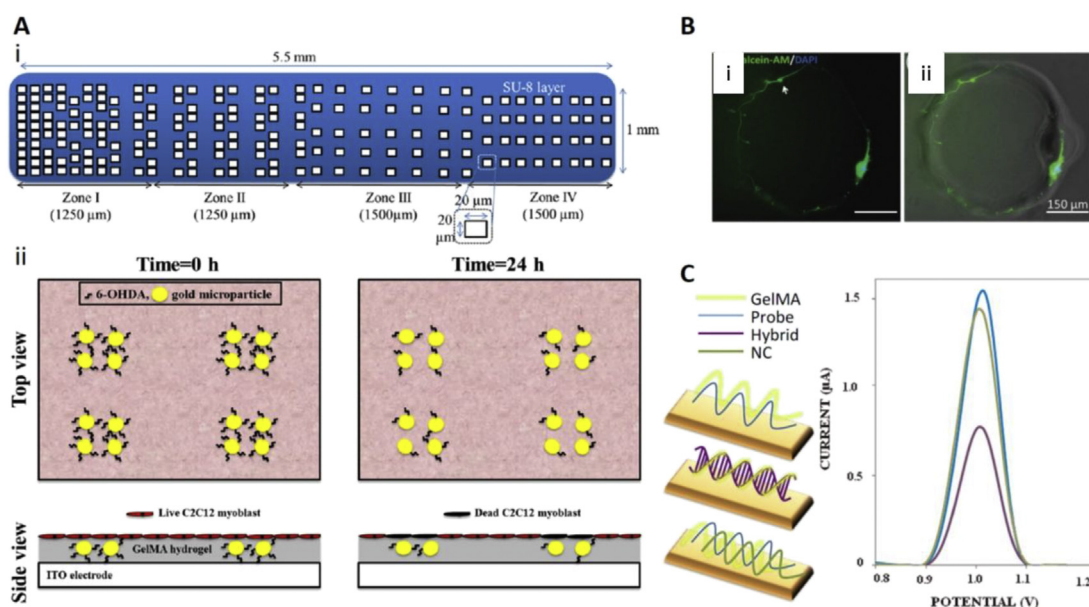 A
i
5.5 mm
SU-8 layer
1 mm
Zone I
(1250 µm)
Zone II
(1250 µm)
Zone III
(1500µm)
Zone IV
(1500 µm)
20 µm
20
µm
ii
Time=0 h
Time=24 h
6-OHDA, gold microparticle
Top view
Live C2C12 myoblast
Dead C2C12 myoblast
Side view
GelMA hydrogel
ITO electrode
B
alcein-AM/DAPI
i
ii
150 µm
C
GelMA
Probe
Hybrid
NC
CURRENT (µA)
1.5
1.0
0.5
0
0.8
0.9
1.0
1.1
1.2
POTENTIAL (V)